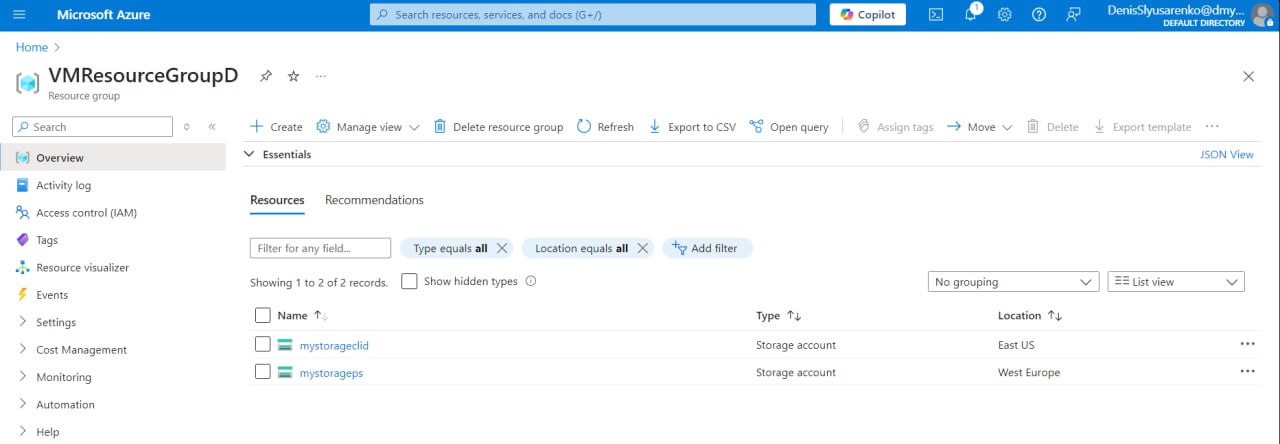 Microsoft Azure
Search resources, services, and docs (G+/)
Copilot
1
DenisSlyusarenko@dmy...
DEFAULT DIRECTORY
Home
VMResourceGroupD
...
Resource group
Search
Create
Manage view
Delete resource group
Refresh
Export to CSV
Open query
Assign tags
Move
Delete
Export template
...
Overview
Activity log
Access control (IAM)
Tags
Resource visualizer
Events
Settings
Cost Management
Monitoring
Automation
Help
Essentials
JSON View
Resources Recommendations
Filter for any field...
Type equals all
Location equals all
Add filter
Showing 1 to 2 of 2 records.
Show hidden types
No grouping
List view
Name Type Location
mystorageclid Storage account East US ...
mystorageps Storage account West Europe ...